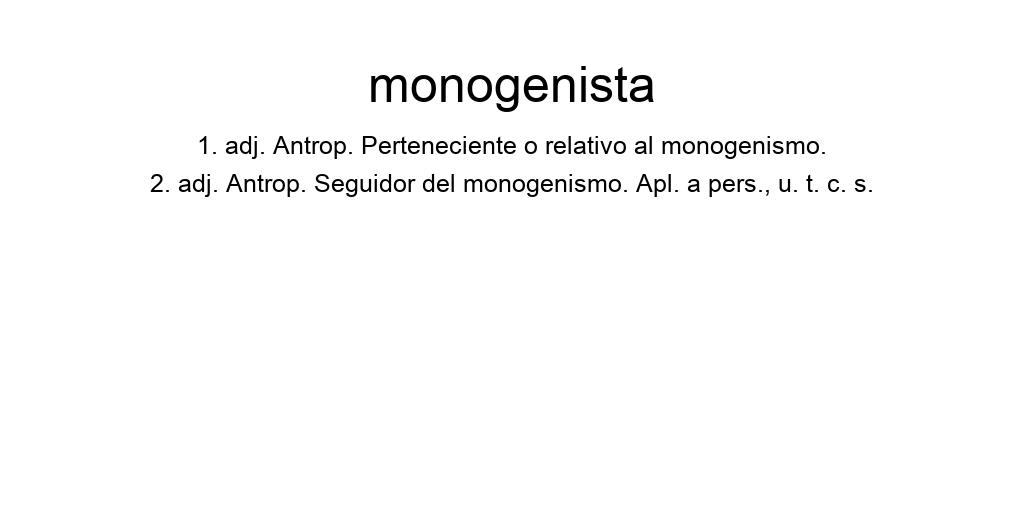 monogenista
1. adj. Antrop. Perteneciente o relativo al monogenismo.
2. adj. Antrop. Seguidor del monogenismo. Apl. a pers., u. t. c. s.